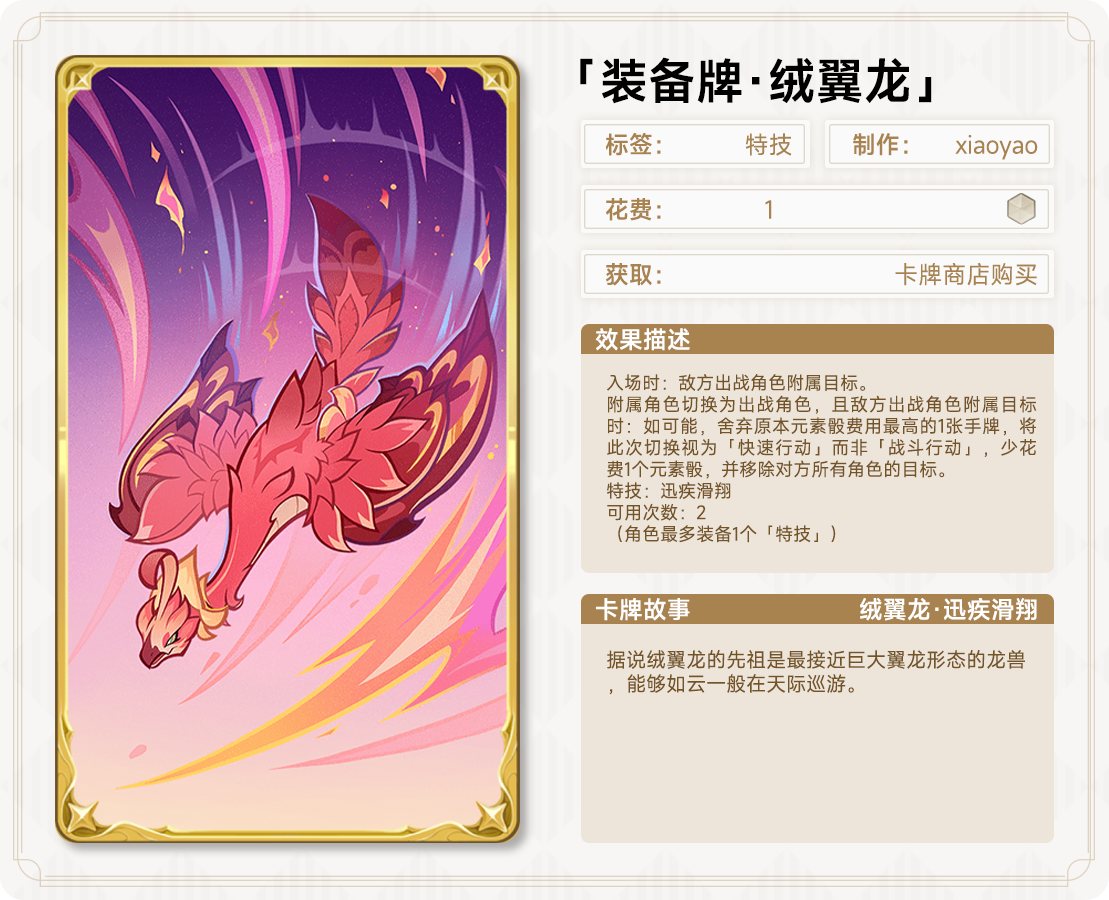 「装备牌·绒翼龙」
标签： 特技
制作： xiaoyao
花费： 1
获取： 卡牌商店购买
效果描述
入场时：敌方出战角色附属目标。
附属角色切换为出战角色，且敌方出战角色附属目标
时：如可能，舍弃原本元素骰费用最高的1张手牌，将
此次切换视为「快速行动」而非「战斗行动」，少花
费1个元素骰，并移除对方所有角色的目标。
特技：迅疾滑翔
可用次数：2
（角色最多装备1个「特技」）
卡牌故事 绒翼龙·迅疾滑翔
据说绒翼龙的先祖是最接近巨大翼龙形态的龙兽
，能够如云一般在天际巡游。